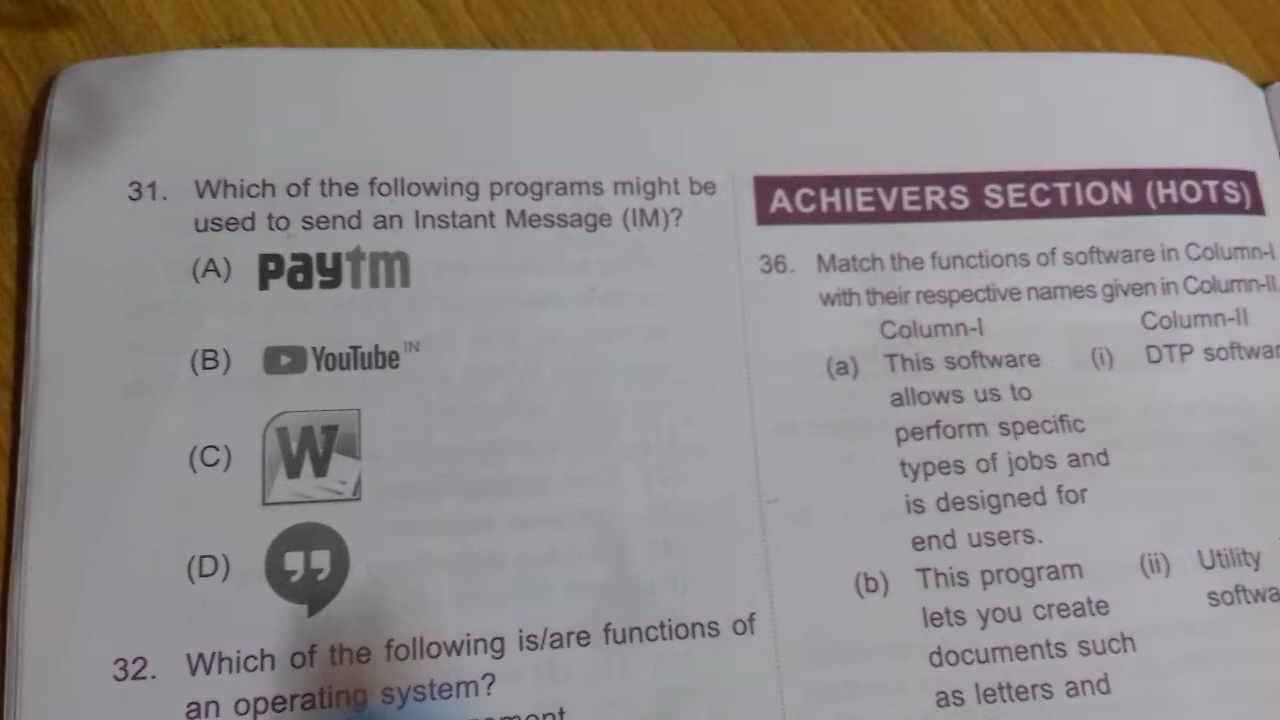 31. Which of the following programs might be
used to send an Instant Message (IM)?
(A) paytm
(B) YouTube IN
(C) W
(D)
32. Which of the following is/are functions of
an operating system?
ACHIEVERS SECTION (HOTS)
36. Match the functions of software in Column-I
with their respective names given in Column-II.
Column-I Column-II
(a) This software (i) DTP
allows us to
perform specific
types of jobs and
is designed for
end users.
(b) This program (ii) Utility
lets you create
documents such
as letters and